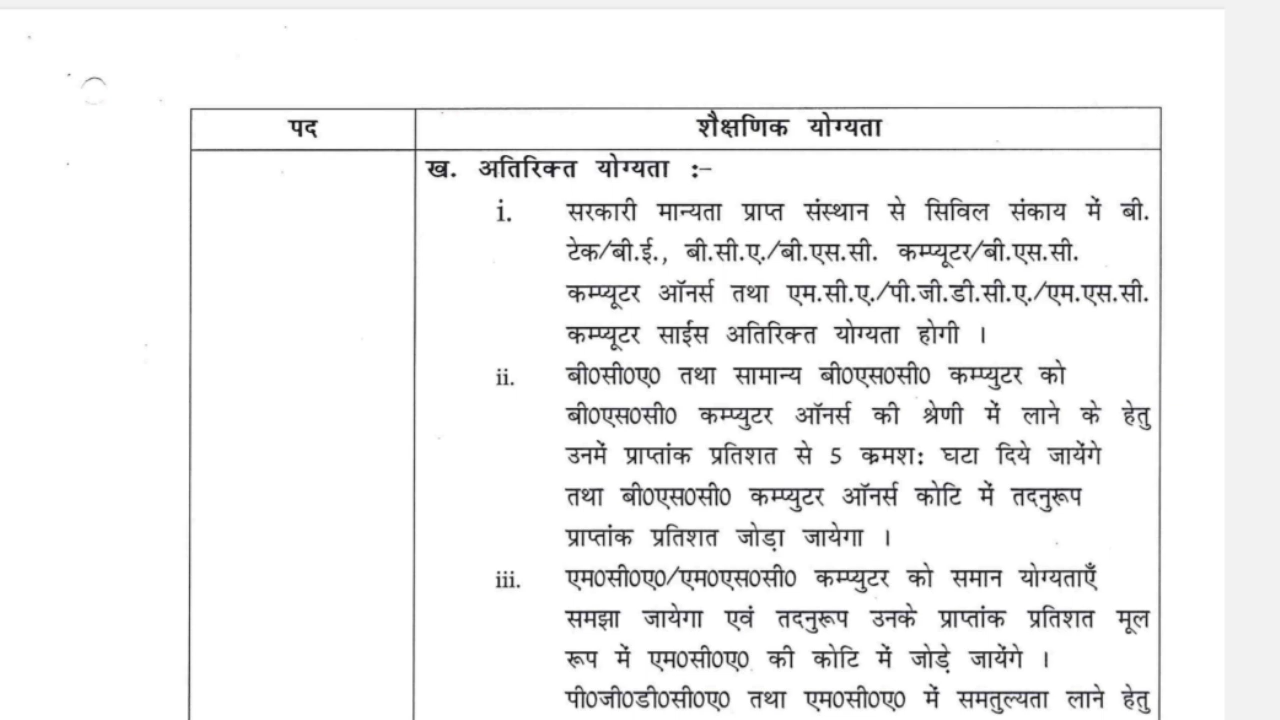 पद
शैक्षणिक योग्यता
ख. अतिरिक्त योग्यता :–
i. सरकारी मान्यता प्राप्त संस्थान से सिविल संकाय में बी.
टेक/बी.ई., बी.सी.ए./बी.एस.सी. कम्प्यूटर/बी.एस.सी.
कम्प्यूटर ऑनर्स तथा एम.सी.ए./पी.जी.डी.सी.ए./एम.एस.सी.
कम्प्यूटर साईंस अतिरिक्त योग्यता होगी ।
ii. बी0सी0ए0 तथा सामान्य बी0एस0सी0 कम्प्युटर को
बी0एस0सी0 कम्प्युटर ऑनर्स की श्रेणी में लाने के हेतु
उनमें प्राप्तांक प्रतिशत से 5 क्रमश: घटा दिये जायेंगे
तथा बी0एस0सी0 कम्प्युटर ऑनर्स कोटि में तदनुरूप
प्राप्तांक प्रतिशत जोड़ा जायेगा ।
iii. एम0सी0ए0/एम0एस0सी0 कम्प्युटर को समान योग्यताएँ
समझा जायेगा एवं तदनुरूप उनके प्राप्तांक प्रतिशत मूल
रूप में एम0सी0ए0 की कोटि में जोड़े जायेंगे ।
पी0जी0डी0सी0ए0 तथा एम0सी0ए0 में समतुल्यता लाने हेतु